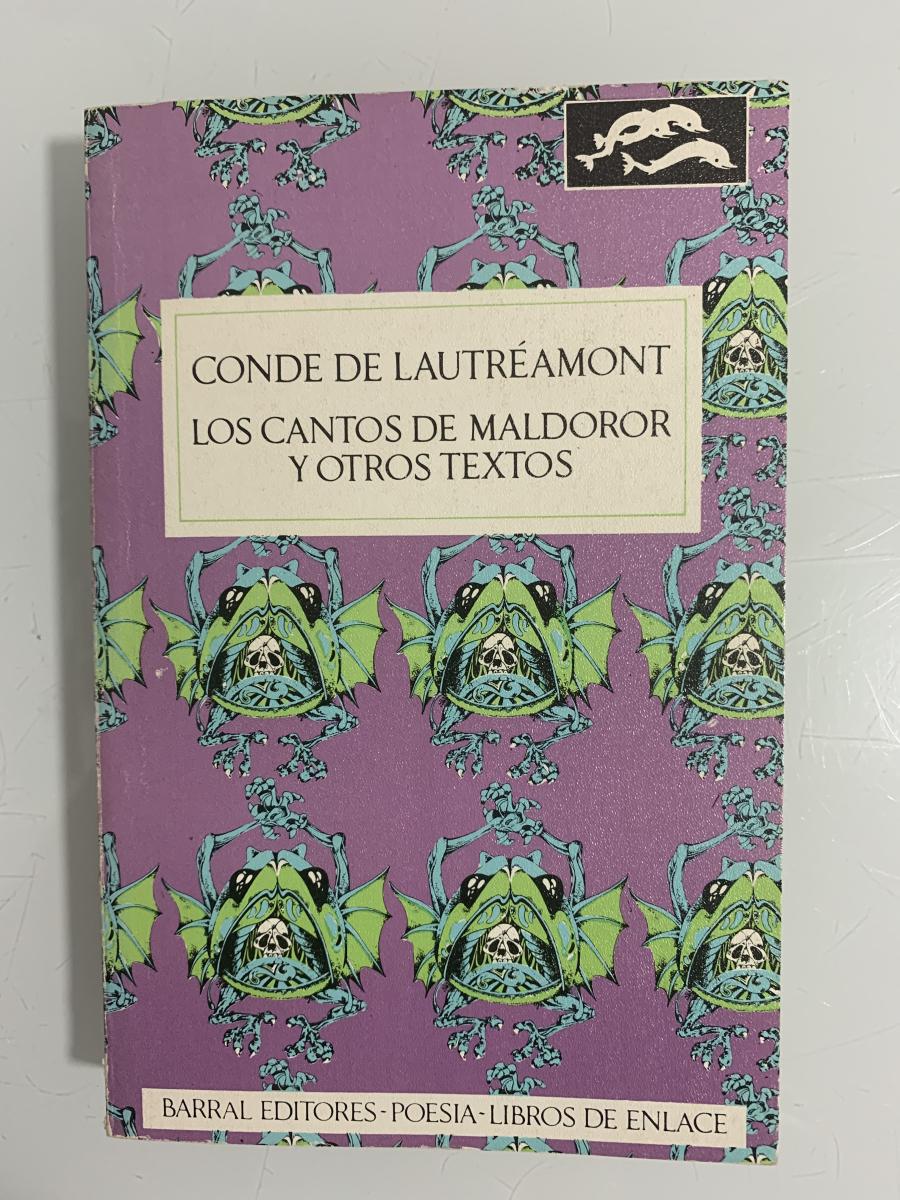 CONDE DE LAUTRÉAMONT
LOS CANTOS DE MALDOROR
Y OTROS TEXTOS
BARRAL EDITORES-POESIA-LIBROS DE ENLACE